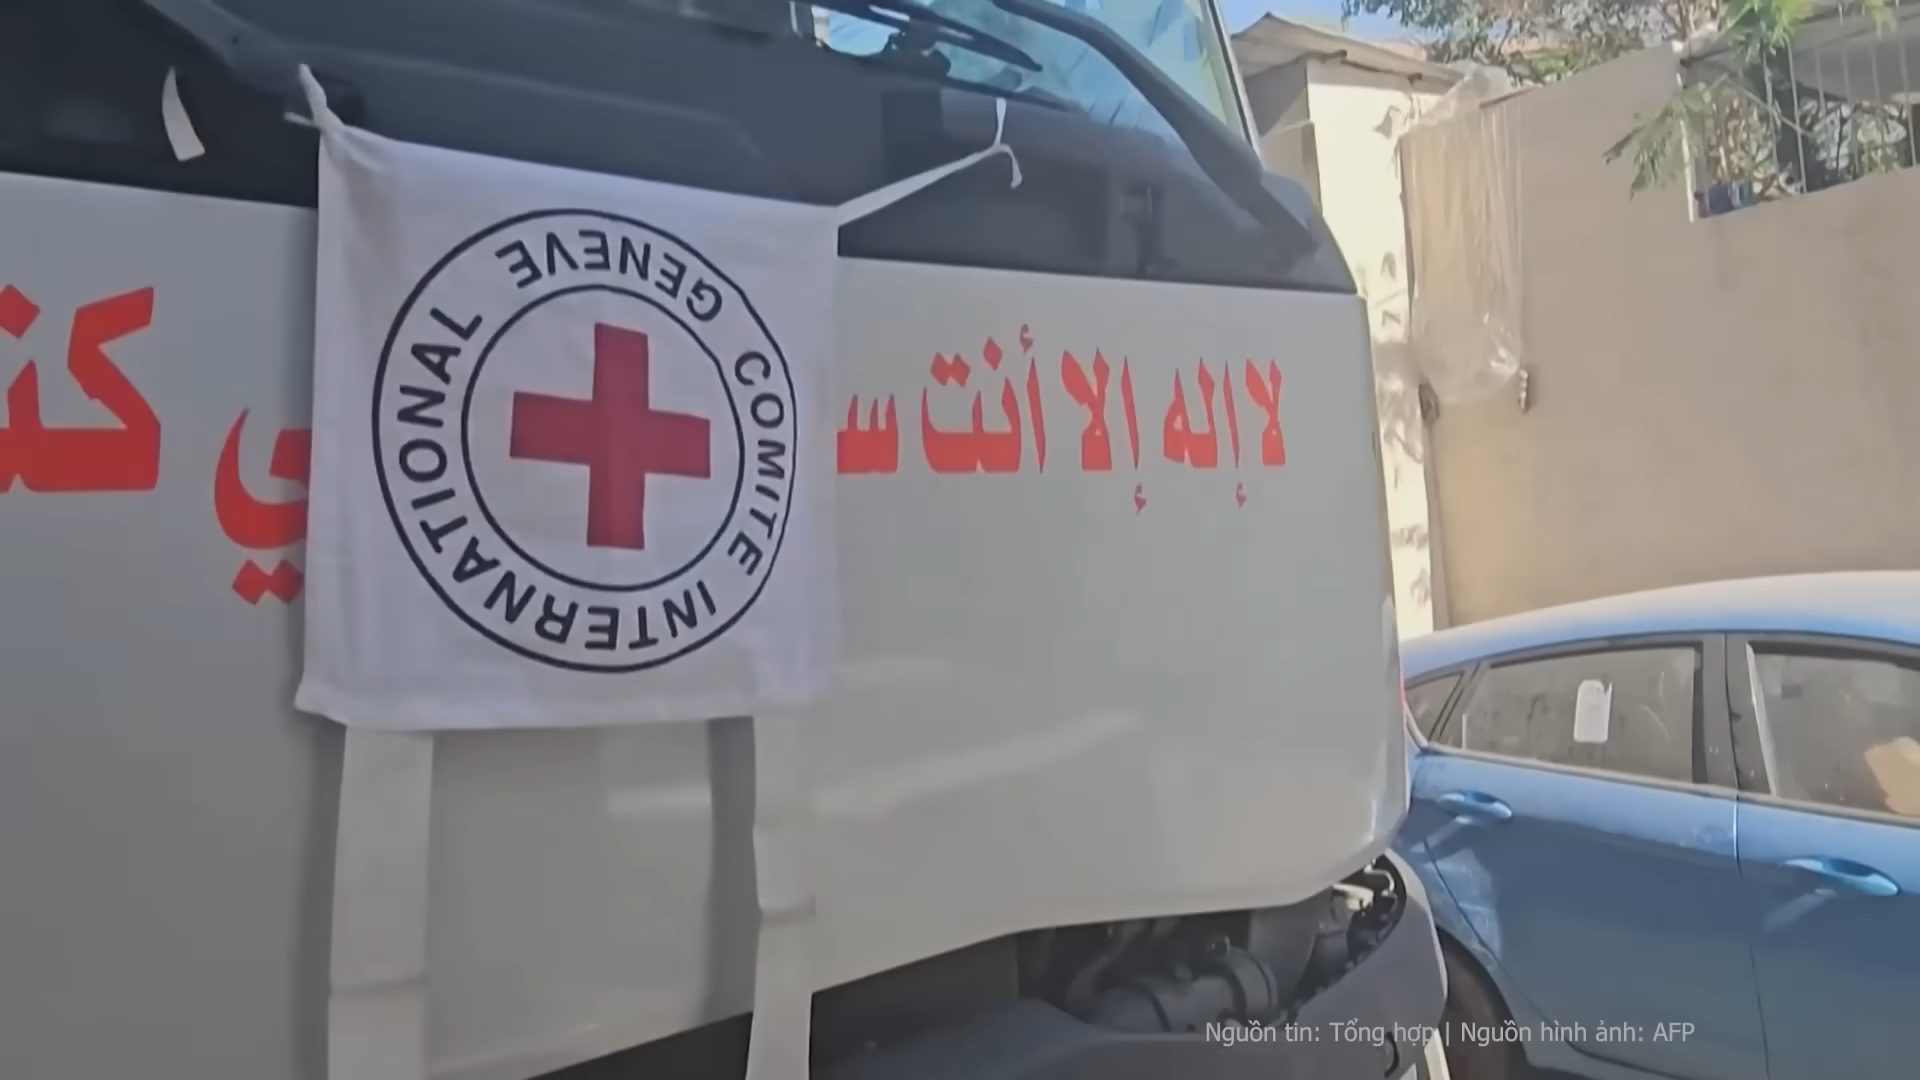 COMITE INTERNATIONAL GENEVE
لا إله إلا أنت
Nguồn tin: Tổng hợp | Nguồn hình ảnh: AFP